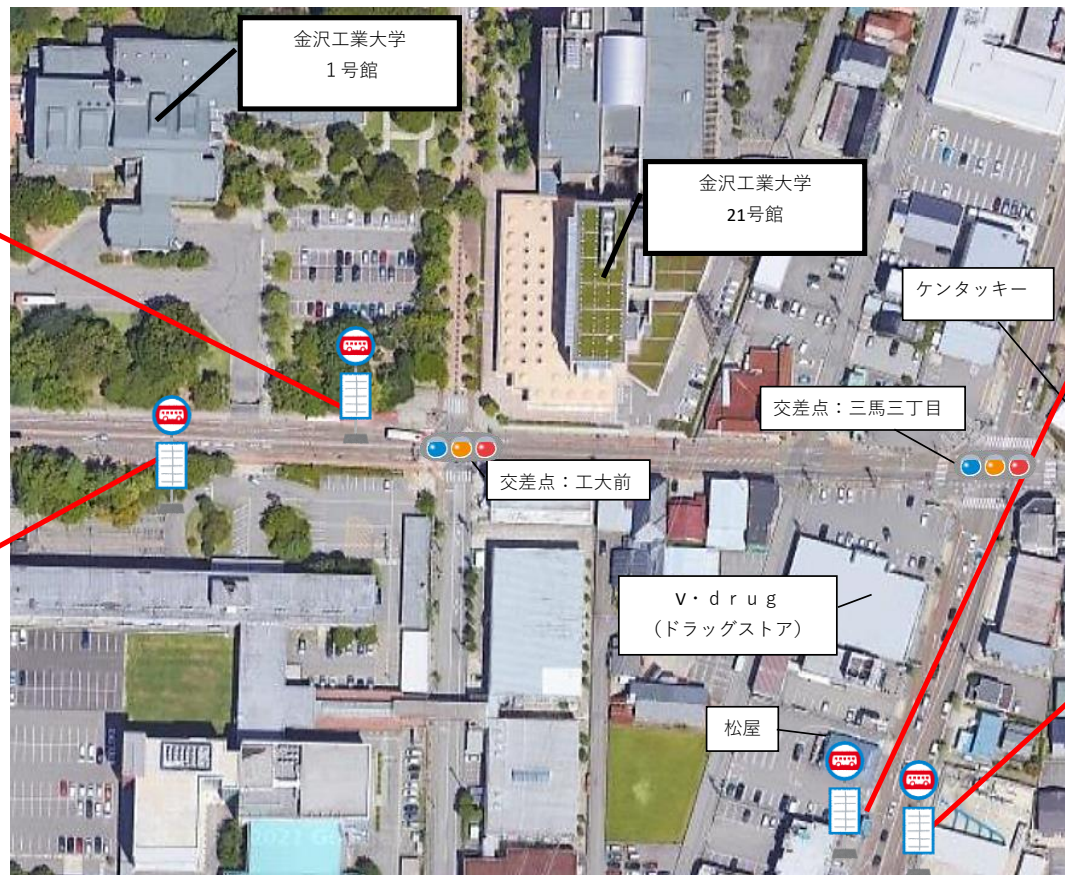 金沢工業大学
１号館
金沢工業大学
21号館
ケンタッキー
交差点：三馬三丁目
交差点：工大前
V・ｄｒｕｇ
(ドラッグストア)
松屋